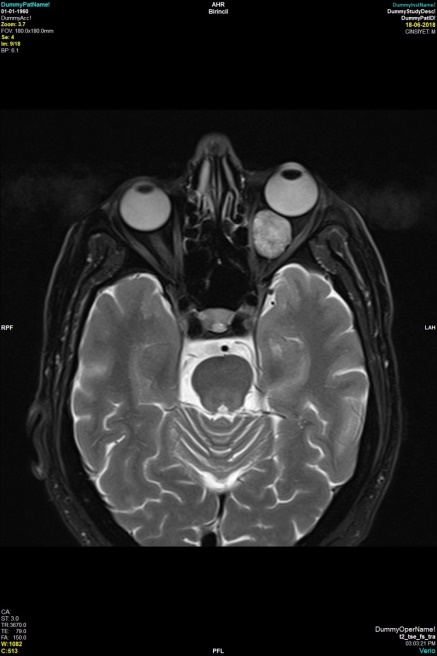 DummyPatName!
01-01-1960
DummyAcc!
Zoom: 3.7
FOV: 180.0x180.0mm
Se: 4
Im: 9/18
BP: 6.1
AHR
Birincil
DummyInstName!
DummyStudyDesc!
DummyPatID!
18-06-2018
CINSIYET: M
RPF
LAH
CA:
ST: 3.0
TR:3670.0
TE: 79.0
FA: 150.0
W:1082
C:513
PFL
DummyOperName!
t2_tse_fs_tra
03:03:21 PM
Verio